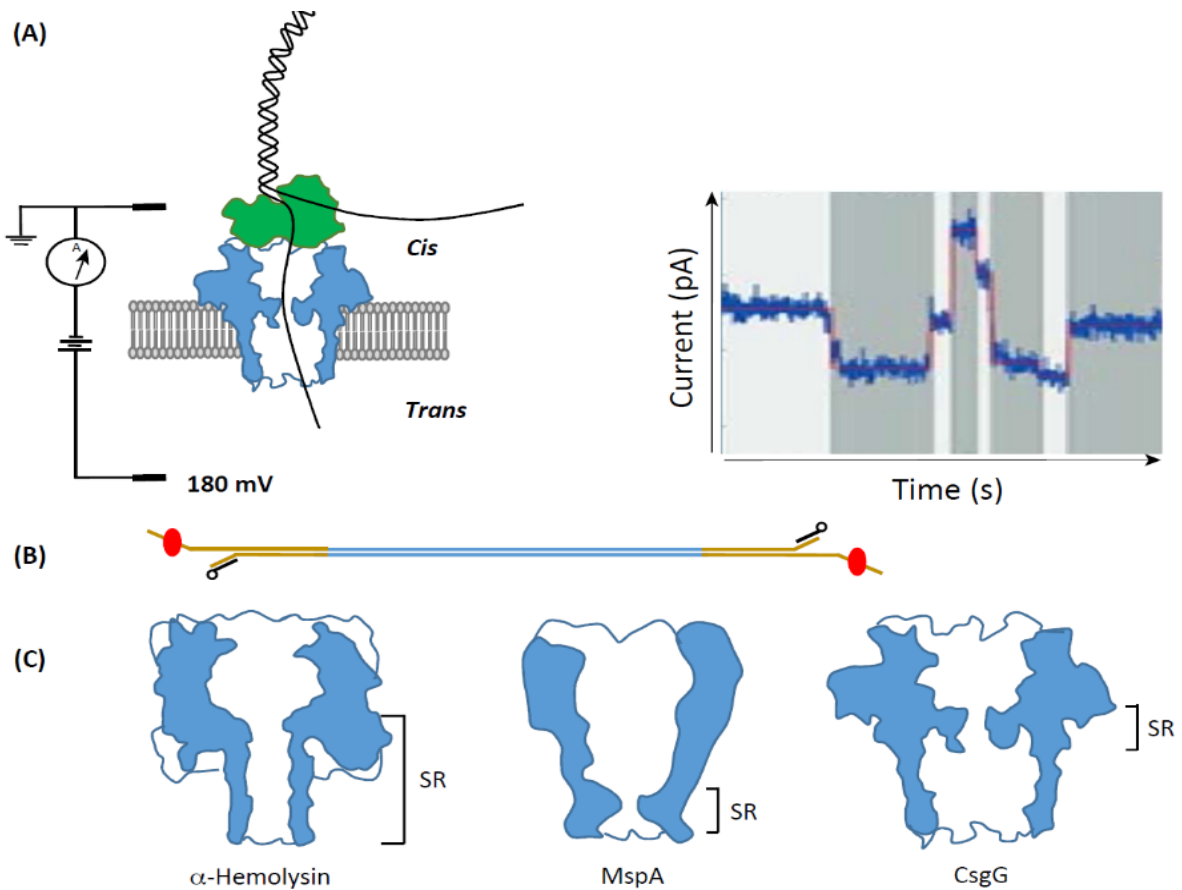 (A)
A
Cis
Trans
180 mV
Current (pA)
Time (s)
(B)
(C)
SR
SR
SR
α-Hemolysin
MspA
CsgG